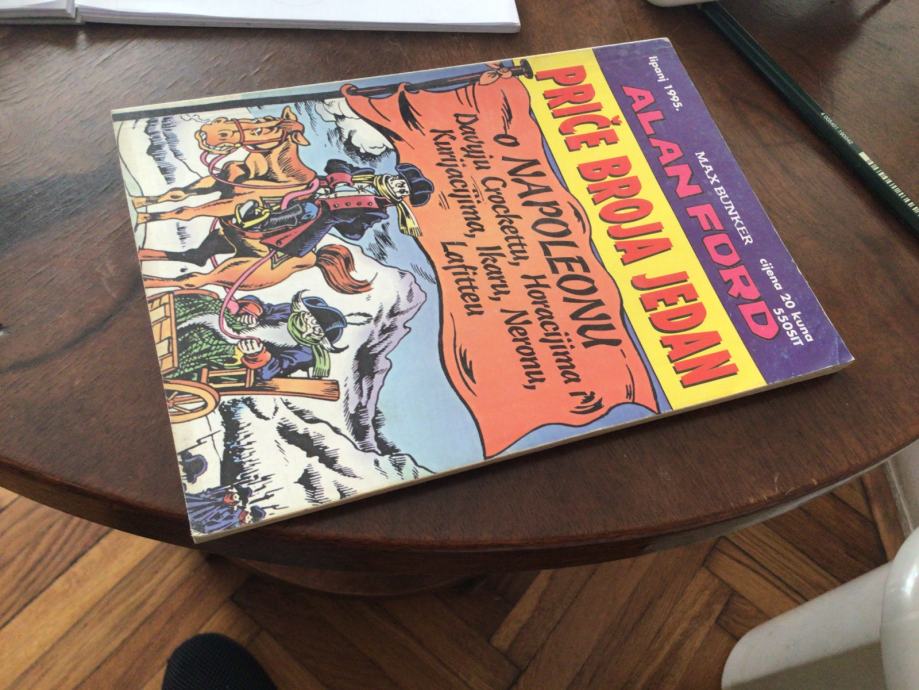 lipanj 1995.
MAX BUNKER
cijena 20 kuna
550SIT
ALAN FORD
PRIČE BROJA JEDAN
O NAPOLEONU
Davyju Crockettu, Horacijima i
Kurijacijima, Ikaru, Neronu,
Lafitteu